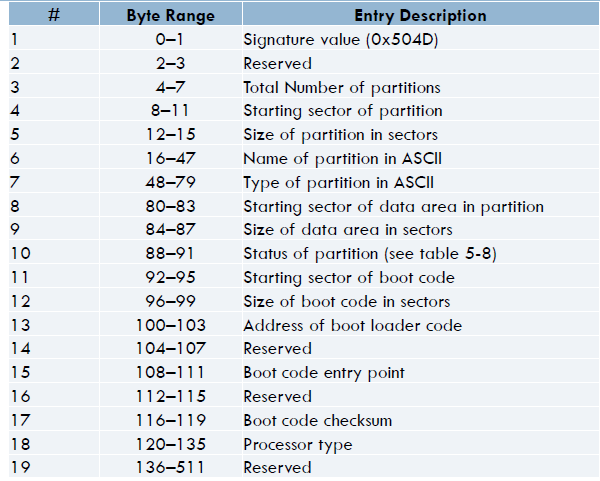 # Byte Range Entry Description
1 0–1 Signature value (0x504D)
2 2–3 Reserved
3 4–7 Total Number of partitions
4 8–11 Starting sector of partition
5 12–15 Size of partition in sectors
6 16–47 Name of partition in ASCII
7 48–79 Type of partition in ASCII
8 80–83 Starting sector of data area in partition
9 84–87 Size of data area in sectors
10 88–91 Status of partition (see table 5-8)
11 92–95 Starting sector of boot code
12 96–99 Size of boot code in sectors
13 100–103 Address of boot loader code
14 104–107 Reserved
15 108–111 Boot code entry point
16 112–115 Reserved
17 116–119 Boot code checksum
18 120–135 Processor type
19 136–511 Reserved